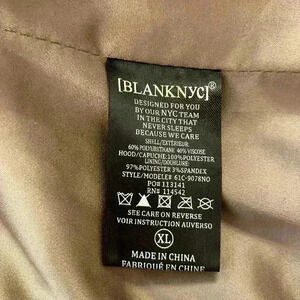 [BLANKNYC]®
DESIGNED FOR YOU
BY OUR NYC TEAM
IN THE CITY THAT
NEVER SLEEPS
BECAUSE WE CARE
SHELL/EXTÉRIEUR
60% POLYURETHANE 40% VISCOSE
HOOD/CAPUCHE:100%POLYESTER
LINING/DOUBLURE:
97%POLYESTER 3%SPANDEX
STYLE/MODELE# 61C-9078NO
PO# 113141
RN# 114542
SEE CARE ON REVERSE
VOIR INSTRUCTION AUVERSO
XL
MADE IN CHINA
FABRIQUÉ EN CHINE